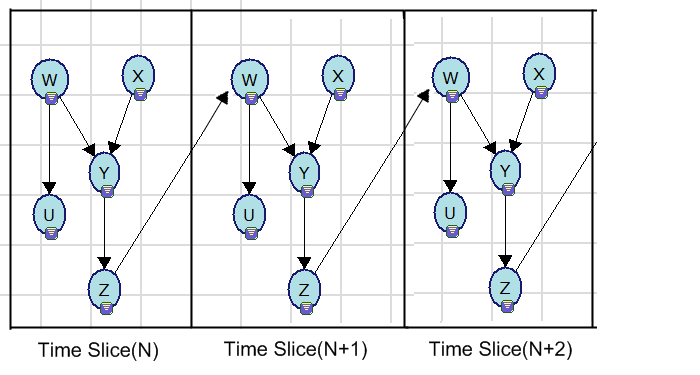 W X W X W X
Y Y Y
U U U
Z Z Z
Time Slice(N) Time Slice(N+1) Time Slice(N+2)